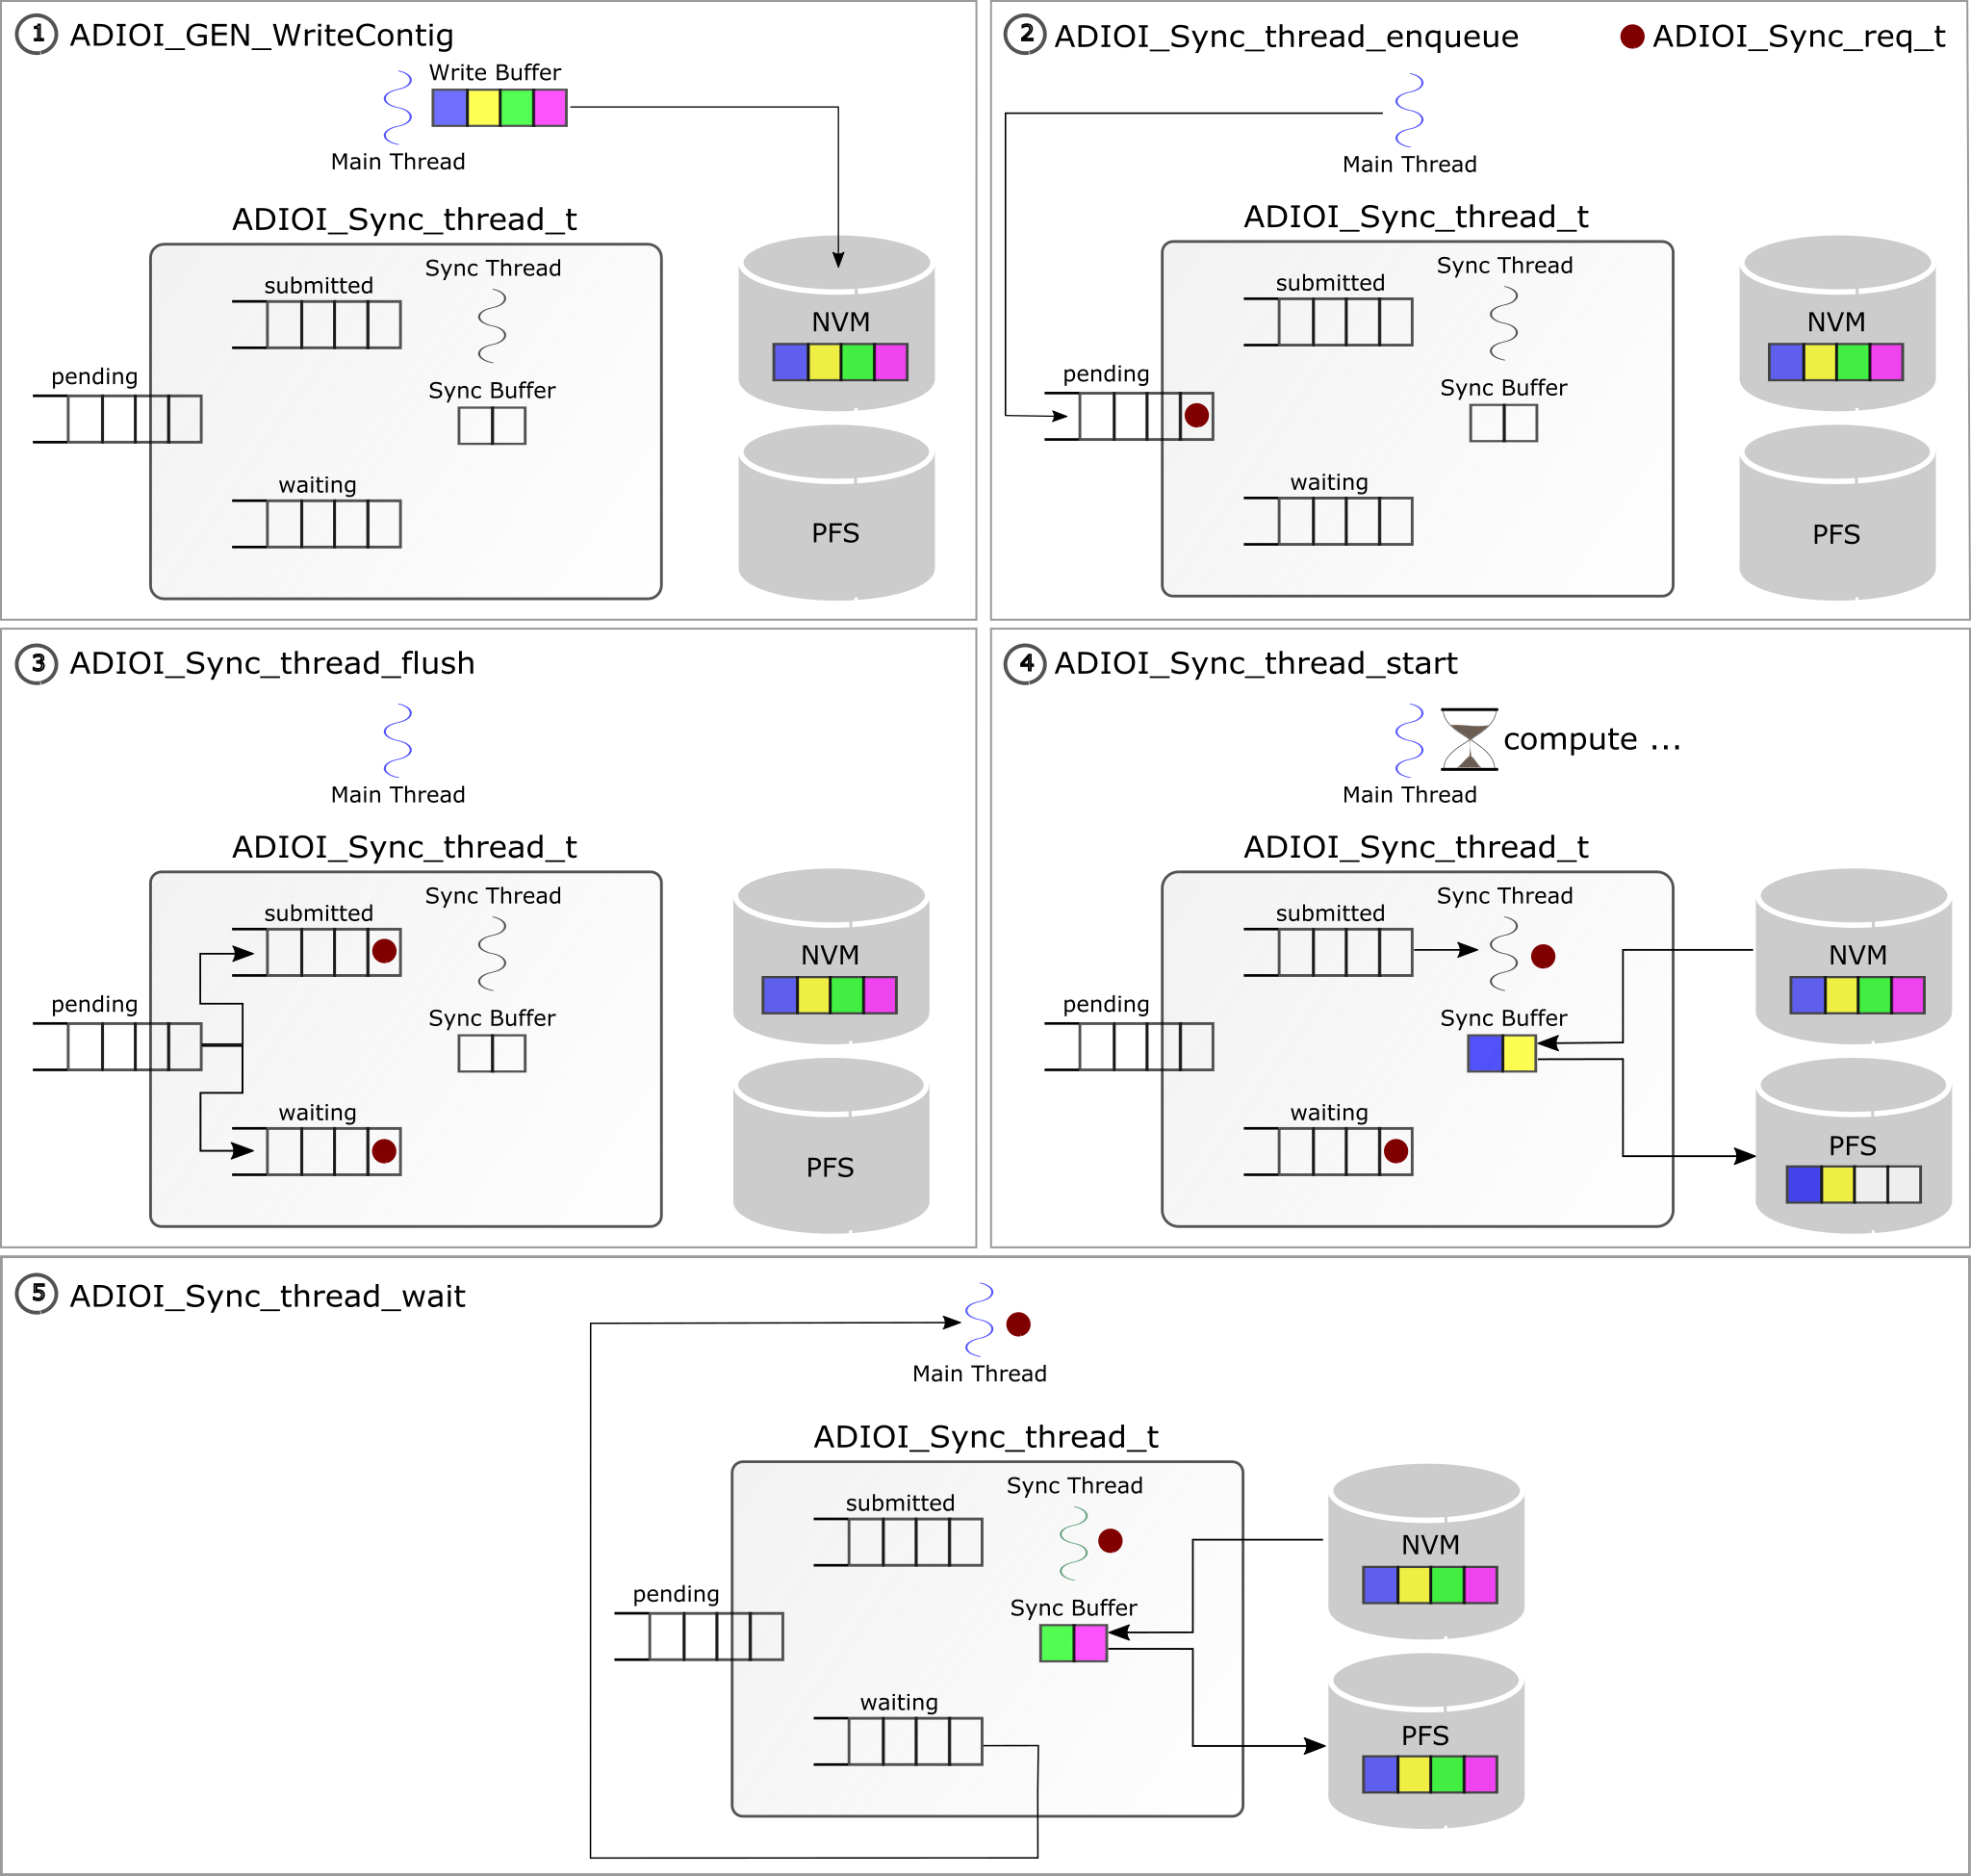 1 ADIOI_GEN_WriteContig
Write Buffer
Main Thread
ADIOI_Sync_thread_t
Sync Thread
submitted
NVM
pending
Sync Buffer
waiting
PFS
2 ADIOI_Sync_thread_enqueue
ADIOI_Sync_req_t
Main Thread
ADIOI_Sync_thread_t
Sync Thread
submitted
NVM
pending
Sync Buffer
waiting
PFS
3 ADIOI_Sync_thread_flush
Main Thread
ADIOI_Sync_thread_t
Sync Thread
submitted
NVM
pending
Sync Buffer
waiting
PFS
4 ADIOI_Sync_thread_start
compute ...
Main Thread
ADIOI_Sync_thread_t
Sync Thread
submitted
NVM
pending
Sync Buffer
waiting
PFS
5 ADIOI_Sync_thread_wait
Main Thread
ADIOI_Sync_thread_t
Sync Thread
submitted
NVM
pending
Sync Buffer
waiting
PFS